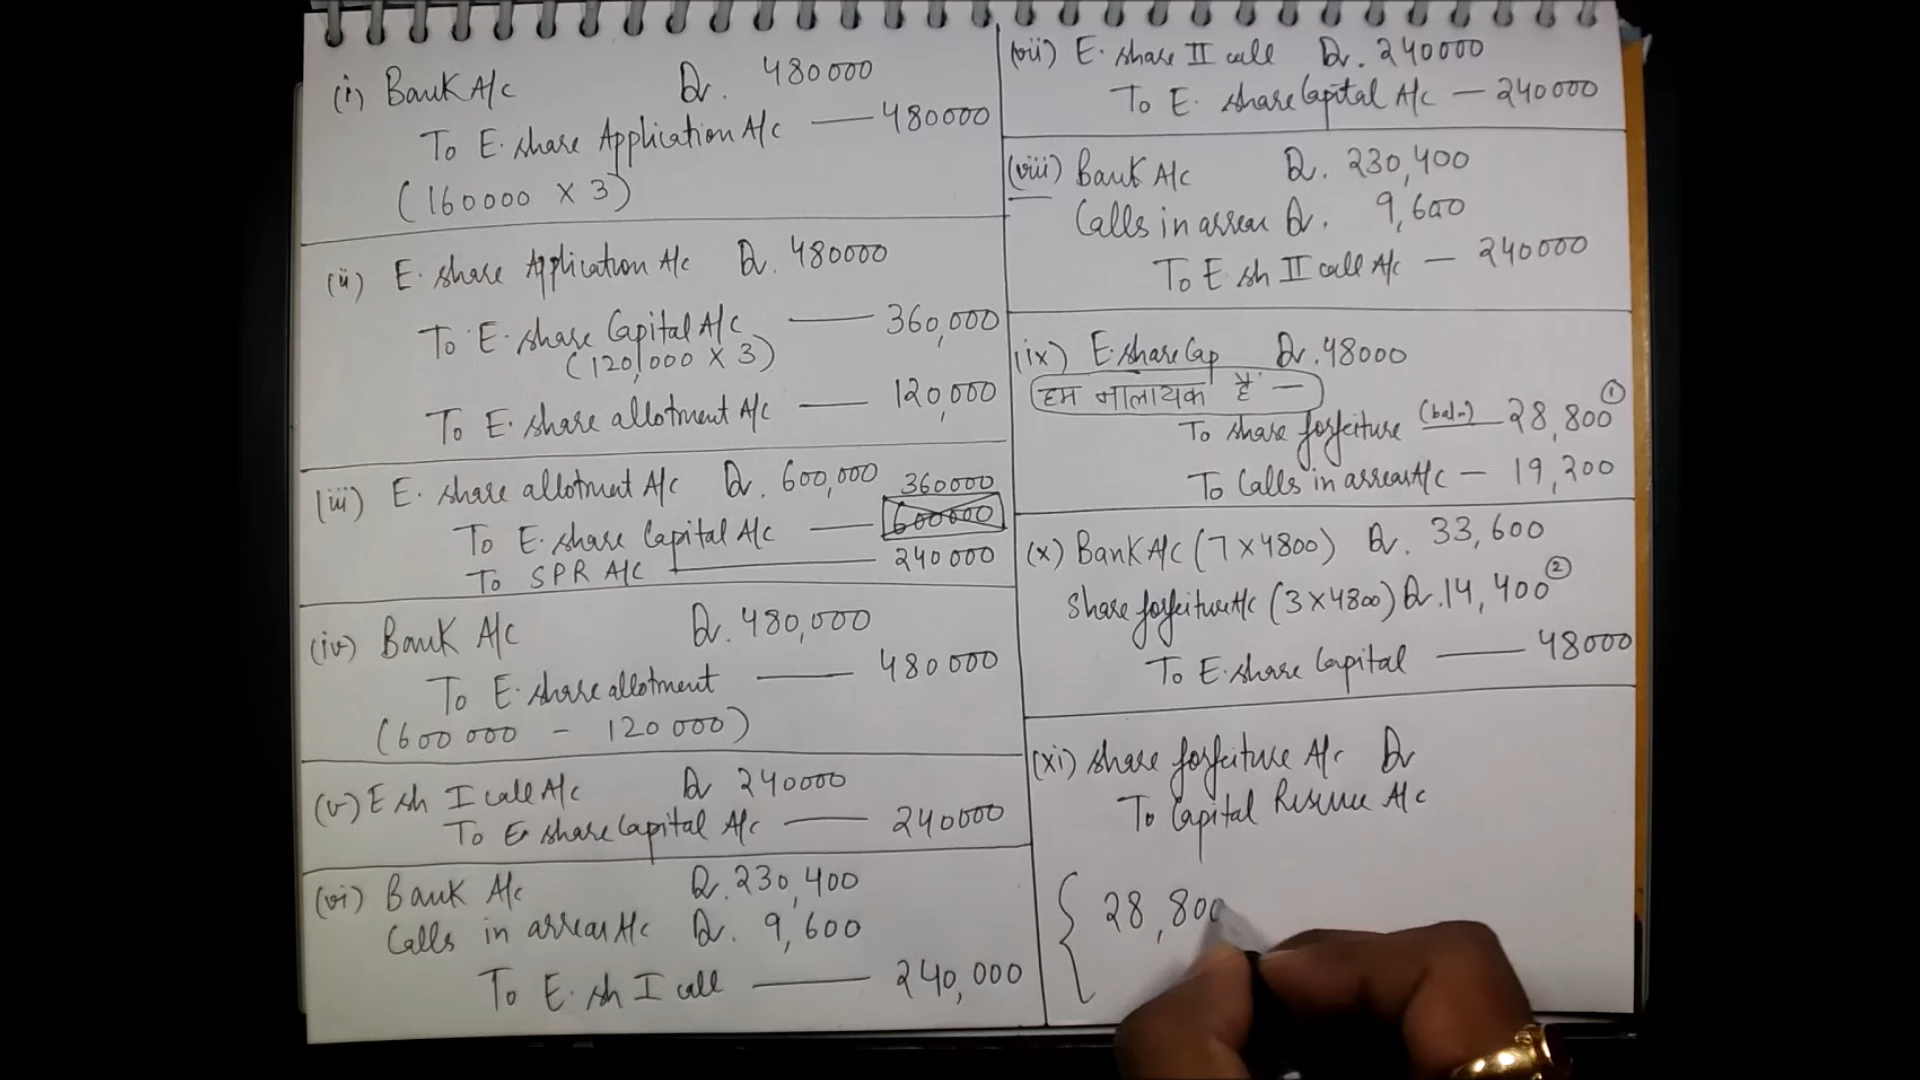 (i) Bank A/c Dr. 480000
To E. share Application A/c — 480000
(160000 X 3)
(ii) E. share Application A/c Dr. 480000
To E. share Capital A/c — 360,000
(120,000 X 3)
To E. share allotment A/c — 120,000
(iii) E. share allotment A/c Dr. 600,000 360000
To E. share Capital A/c — 600000
To SPR A/c — 240000
(iv) Bank A/c Dr. 480,000
To E. share allotment — 480000
(600000 - 120000)
(v) E sh I call A/c Dr 240000
To E share Capital A/c — 240000
(vi) Bank A/c Dr. 230,400
Calls in arrear A/c Dr. 9,600
To E. sh I call — 240,000
(vii) E. share II call Dr. 240000
To E. share Capital A/c — 240000
(viii) Bank A/c Dr. 230,400
Calls in arrear Dr. 9,600
To E sh II call A/c — 240000
(ix) E. share Cap Dr. 48000
हम नालायक है —
To share forfeiture (bal-) — 28,800 ①
To Calls in arrear A/c — 19,200
(x) Bank A/c (7 X 4800) Dr. 33,600
Share forfeiture A/c (3 X 4800) Dr. 14,400 ②
To E. share Capital — 48000
(xi) Share forfeiture A/c Dr
To Capital Reserve A/c
28,800